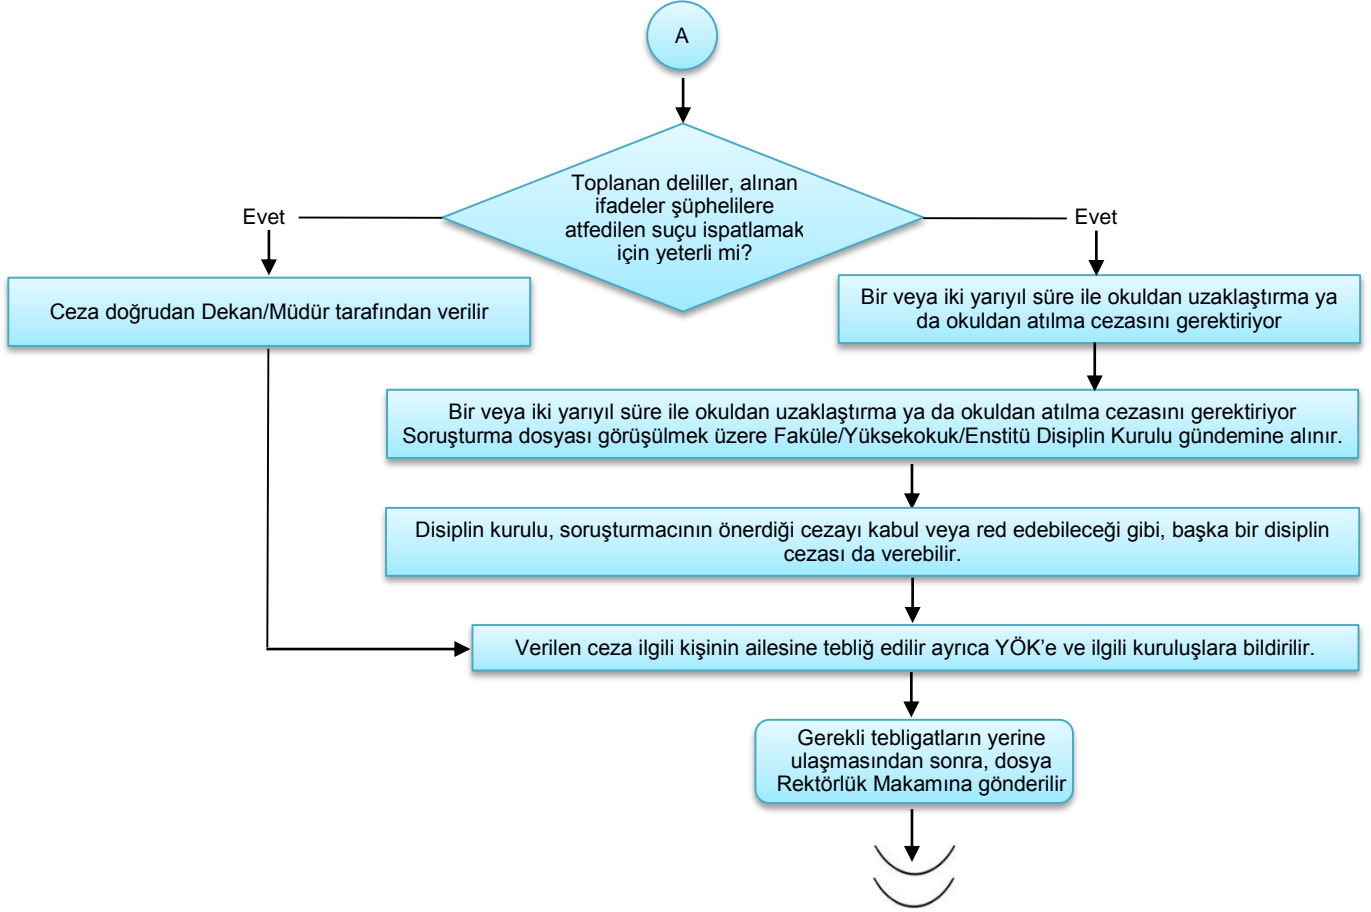 A
Toplanan deliller, alınan
ifadeler şüphelilere
atfedilen suçu ispatlamak
için yeterli mi?
Evet
Evet
Ceza doğrudan Dekan/Müdür tarafından verilir
Bir veya iki yarıyıl süre ile okuldan uzaklaştırma ya
da okuldan atılma cezasını gerektiriyor
Bir veya iki yarıyıl süre ile okuldan uzaklaştırma ya da okuldan atılma cezasını gerektiriyor
Soruşturma dosyası görüşülmek üzere Faküle/Yüksekokuk/Enstitü Disiplin Kurulu gündemine alınır.
Disiplin kurulu, soruşturmacının önerdiği cezayı kabul veya red edebileceği gibi, başka bir disiplin
cezası da verebilir.
Verilen ceza ilgili kişinin ailesine tebliğ edilir ayrıca YÖK’e ve ilgili kuruluşlara bildirilir.
Gerekli tebligatların yerine
ulaşmasından sonra, dosya
Rektörlük Makamına gönderilir